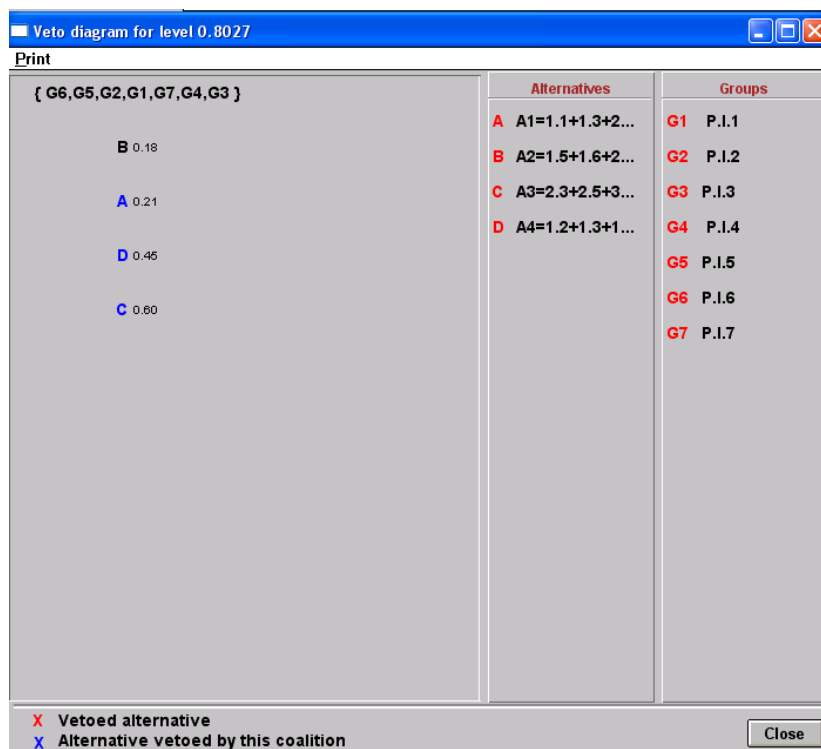 Veto diagram for level 0.8027
Print
{ G6,G5,G2,G1,G7,G4,G3 }
B 0.18
A 0.21
D 0.45
C 0.60
Alternatives
A A1=1.1+1.3+2...
B A2=1.5+1.6+2...
C A3=2.3+2.5+3...
D A4=1.2+1.3+1...
Groups
G1 P.I.1
G2 P.I.2
G3 P.I.3
G4 P.I.4
G5 P.I.5
G6 P.I.6
G7 P.I.7
X Vetoed alternative
X Alternative vetoed by this coalition
Close